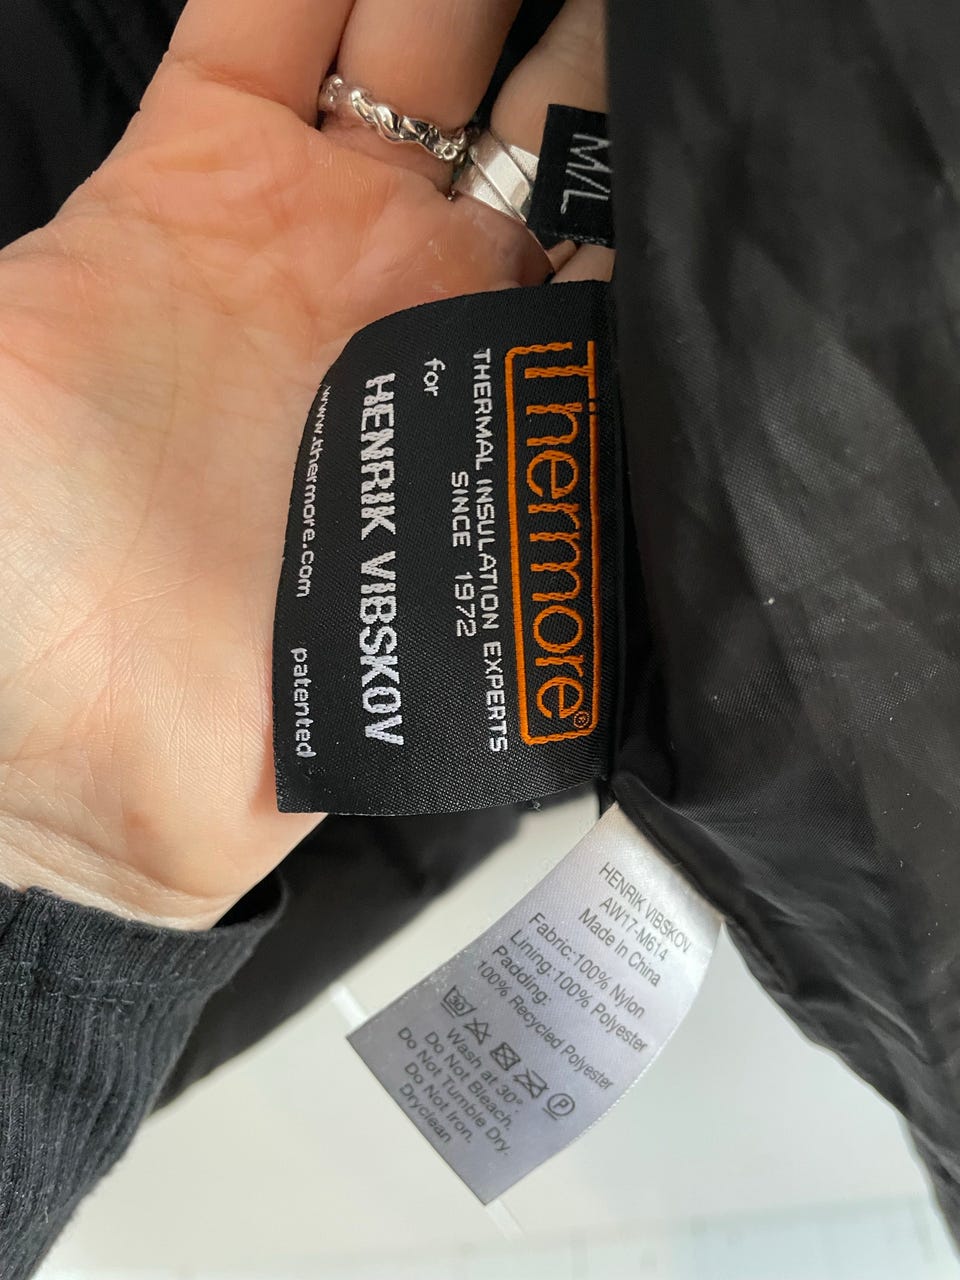 M/L
Thermore®
THERMAL INSULATION EXPERTS
SINCE 1972
for
HENRIK VIBSKOV
www.thermore.com patented
HENRIK VIBSKOV
AW17-M614
Made In China
Fabric:100% Nylon
Lining:100% Polyester
Padding:
100% Recycled Polyester
30° P
Wash at 30°.
Do Not Bleach.
Do Not Tumble Dry.
Do Not Iron.
Dryclean